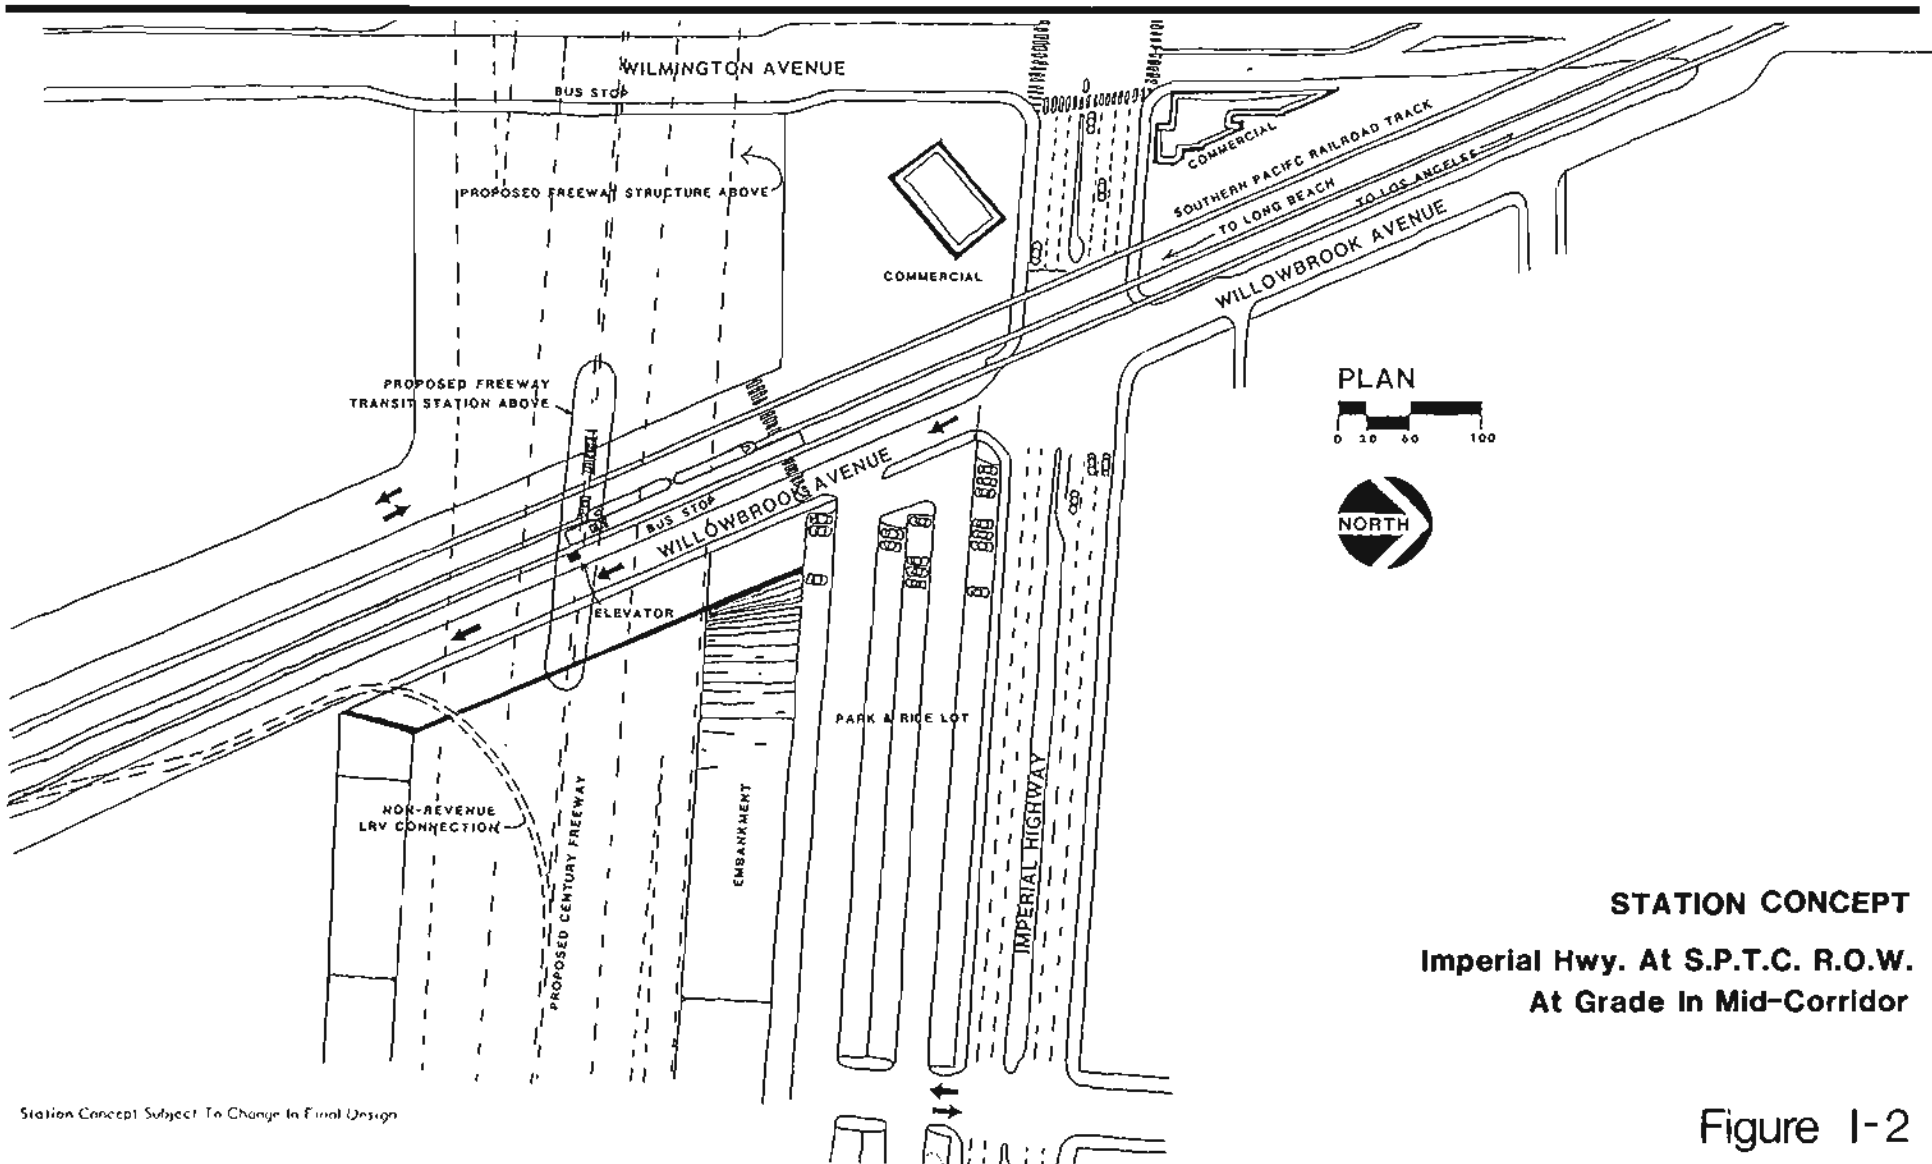 WILMINGTON AVENUE
BUS STOP
PROPOSED FREEWAY STRUCTURE ABOVE
COMMERCIAL
COMMERCIAL
SOUTHERN PACIFIC RAILROAD TRACK
TO LONG BEACH
TO LOS ANGELES
WILLOWBROOK AVENUE
PROPOSED FREEWAY
TRANSIT STATION ABOVE
PLAN
0 20 60 100
NORTH
BUS STOP
WILLOWBROOK AVENUE
ELEVATOR
PARK & RIDE LOT
NON-REVENUE
LRV CONNECTION
PROPOSED CENTURY FREEWAY
EMBANKMENT
IMPERIAL HIGHWAY
STATION CONCEPT
Imperial Hwy. At S.P.T.C. R.O.W.
At Grade In Mid-Corridor
Station Concept Subject To Change In Final Design
Figure I-2